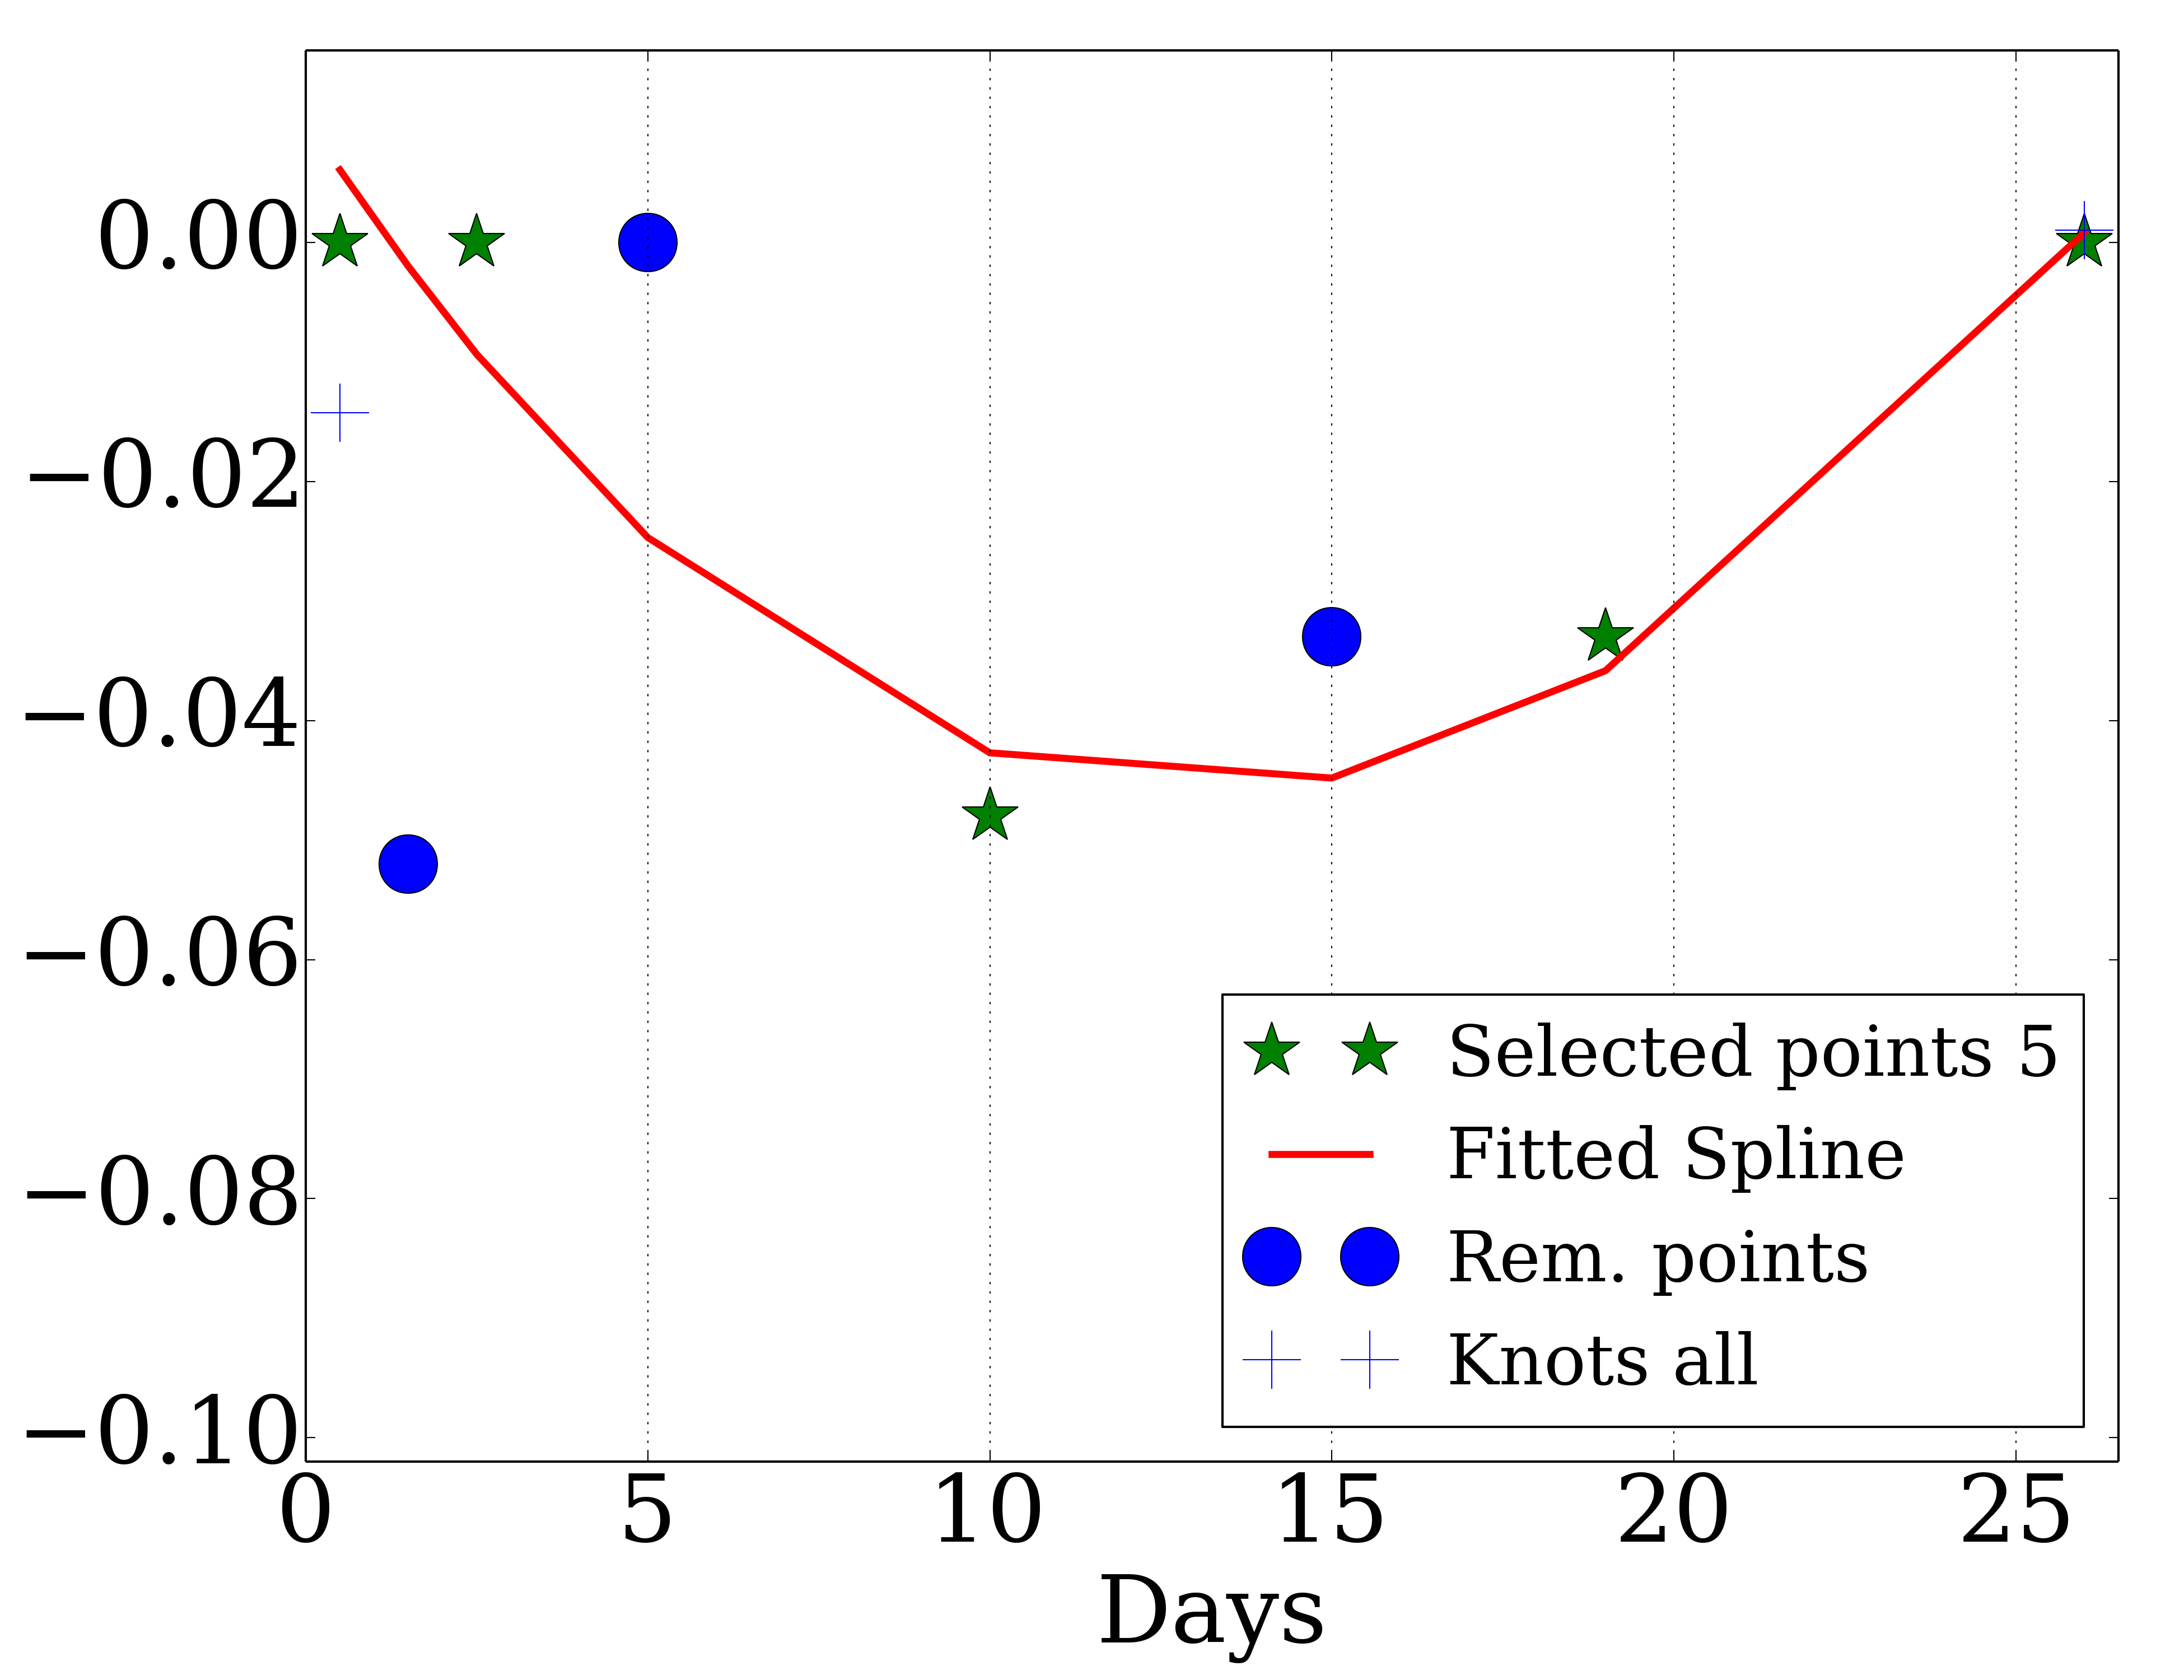 0.00
−0.02
−0.04
−0.06
−0.08
−0.10
Selected points 5
Fitted Spline
Rem. points
Knots all
0 5 10 15 20 25
Days